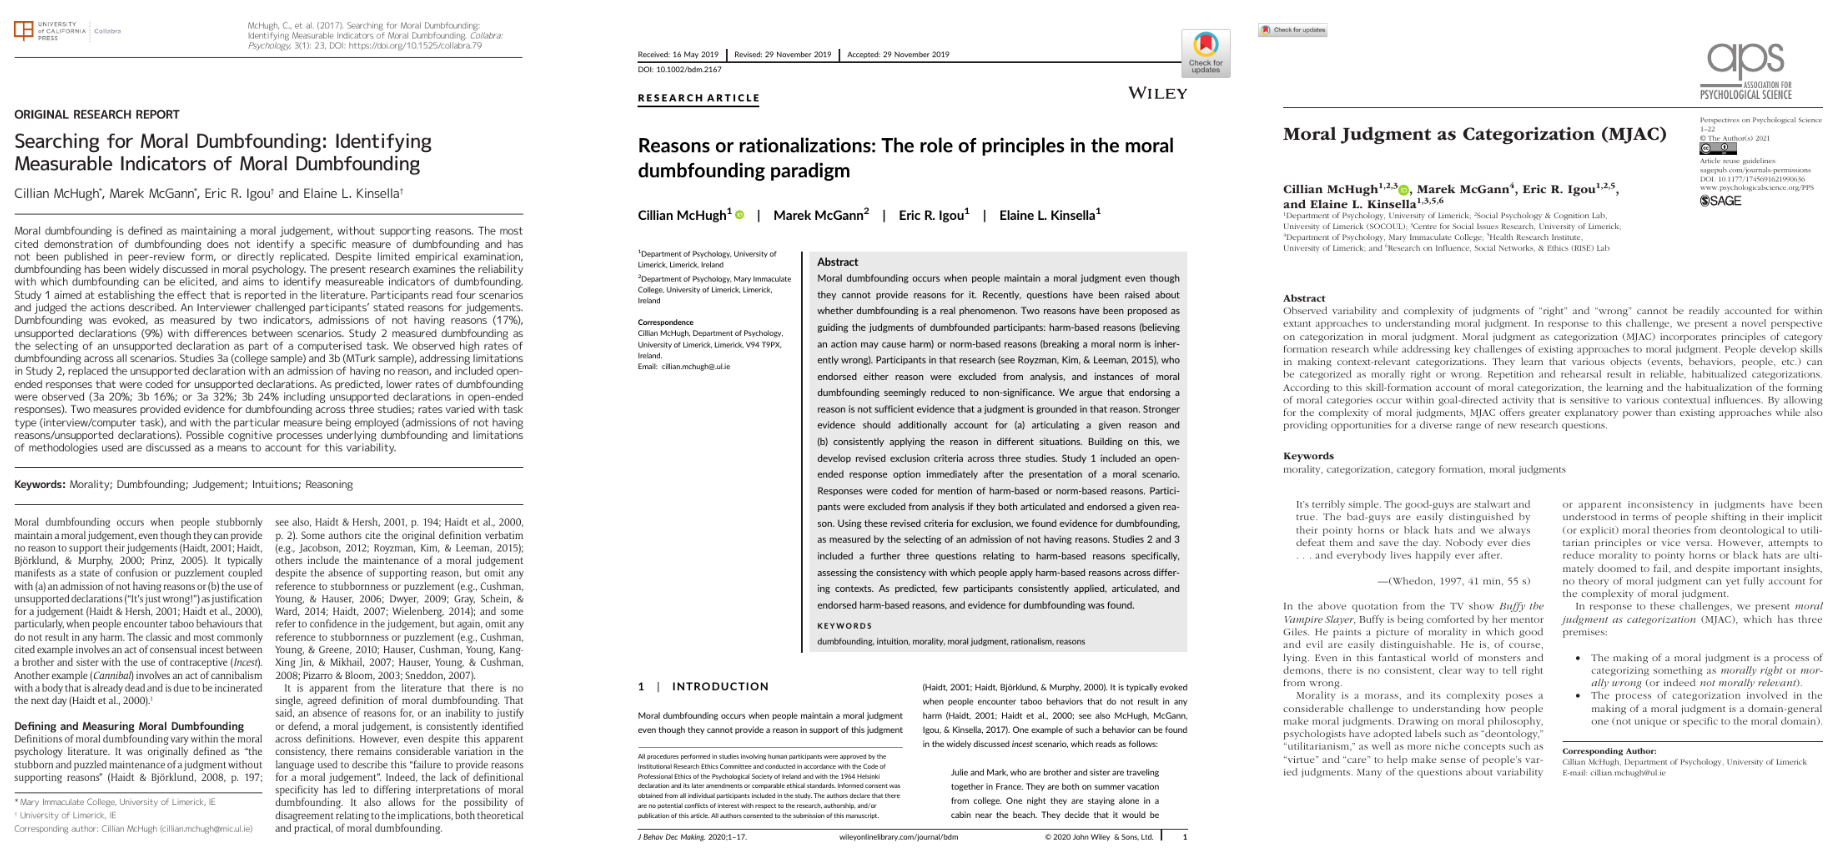 UNIVERSITY
of CALIFORNIA
PRESS
Collabra
McHugh, C., et al. (2017). Searching for Moral Dumbfounding:
Identifying Measurable Indicators of Moral Dumbfounding. Collabra:
Psychology, 3(1): 23, DOI: https://doi.org/10.1525/collabra.79
ORIGINAL RESEARCH REPORT
Searching for Moral Dumbfounding: Identifying
Measurable Indicators of Moral Dumbfounding
Cillian McHugh*, Marek McGann*, Eric R. Igou† and Elaine L. Kinsella†
Moral dumbfounding is defined as maintaining a moral judgement, without supporting reasons. The most
cited demonstration of dumbfounding does not identify a specific measure of dumbfounding and has
not been published in peer-review form, or directly replicated. Despite limited empirical examination,
dumbfounding has been widely discussed in moral psychology. The present research examines the reliability
with which dumbfounding can be elicited, and aims to identify measureable indicators of dumbfounding.
Study 1 aimed at establishing the effect that is reported in the literature. Participants read four scenarios
and judged the actions described. An Interviewer challenged participants' stated reasons for judgements.
Dumbfounding was evoked, as measured by two indicators, admissions of not having reasons (17%),
unsupported declarations (9%) with differences between scenarios. Study 2 measured dumbfounding as
the selecting of an unsupported declaration as part of a computerised task. We observed high rates of
dumbfounding across all scenarios. Studies 3a (college sample) and 3b (MTurk sample), addressing limitations
in Study 2, replaced the unsupported declaration with an admission of having no reason, and included open-
ended responses that were coded for unsupported declarations. As predicted, lower rates of dumbfounding
were observed (3a 20%; 3b 16%; or 3a 32%; 3b 24% including unsupported declarations in open-ended
responses). Two measures provided evidence for dumbfounding across three studies; rates varied with task
type (interview/computer task), and with the particular measure being employed (admissions of not having
reasons/unsupported declarations). Possible cognitive processes underlying dumbfounding and limitations
of methodologies used are discussed as a means to account for this variability.
Keywords: Morality; Dumbfounding; Judgement; Intuitions; Reasoning
Moral dumbfounding occurs when people stubbornly
maintain a moral judgement, even though they can provide
no reason to support their judgements (Haidt, 2001; Haidt,
Björklund, & Murphy, 2000; Prinz, 2005). It typically
manifests as a state of confusion or puzzlement coupled
with (a) an admission of not having reasons or (b) the use of
unsupported declarations ("It's just wrong!") as justification
for a judgement (Haidt & Hersh, 2001; Haidt et al., 2000),
particularly, when people encounter taboo behaviours that
do not result in any harm. The classic and most commonly
cited example involves an act of consensual incest between
a brother and sister with the use of contraceptive (Incest).
Another example (Cannibal) involves an act of cannibalism
with a body that is already dead and is due to be incinerated
the next day (Haidt et al., 2000).1
Defining and Measuring Moral Dumbfounding
Definitions of moral dumbfounding vary within the moral
psychology literature. It was originally defined as "the
stubborn and puzzled maintenance of a judgment without
supporting reasons" (Haidt & Björklund, 2008, p. 197;
* Mary Immaculate College, University of Limerick, IE
† University of Limerick, IE
Corresponding author: Cillian McHugh (cillian.mchugh@mic.ul.ie)
see also, Haidt & Hersh, 2001, p. 194; Haidt et al., 2000,
p. 2). Some authors cite the original definition verbatim
(e.g., Jacobson, 2012; Royzman, Kim, & Leeman, 2015);
others include the maintenance of a moral judgement
despite the absence of supporting reason, but omit any
reference to stubbornness or puzzlement (e.g., Cushman,
Young, & Hauser, 2006; Dwyer, 2009; Gray, Schein, &
Ward, 2014; Haidt, 2007; Wielenberg, 2014); and some
refer to confidence in the judgement, but again, omit any
reference to stubbornness or puzzlement (e.g., Cushman,
Young, & Greene, 2010; Hauser, Cushman, Young, Kang-
Xing Jin, & Mikhail, 2007; Hauser, Young, & Cushman,
2008; Pizarro & Bloom, 2003; Sneddon, 2007).
It is apparent from the literature that there is no
single, agreed definition of moral dumbfounding. That
said, an absence of reasons for, or an inability to justify
or defend, a moral judgement, is consistently identified
across definitions. However, even despite this apparent
consistency, there remains considerable variation in the
language used to described this "failure to provide reasons
for a moral judgement". Indeed, the lack of definitional
specificity has led to differing interpretations of moral
dumbfounding. It also allows for the possibility of
disagreement relating to the implications, both theoretical
and practical, of moral dumbfounding.
Received: 16 May 2019 | Revised: 29 November 2019 | Accepted: 29 November 2019
DOI: 10.1002/bdm.2167
Check for
updates
RESEARCH ARTICLE
WILEY
Reasons or rationalizations: The role of principles in the moral
dumbfounding paradigm
Cillian McHugh1 | Marek McGann2 | Eric R. Igou1 | Elaine L. Kinsella1
1Department of Psychology, University of
Limerick, Limerick, Ireland
2Department of Psychology, Mary Immaculate
College, University of Limerick, Limerick,
Ireland
Correspondence
Cillian McHugh, Department of Psychology,
University of Limerick, Limerick, V94 T9PX,
Ireland.
Email: cillian.mchugh@.ul.ie
Abstract
Moral dumbfounding occurs when people maintain a moral judgment even though
they cannot provide reasons for it. Recently, questions have been raised about
whether dumbfounding is a real phenomenon. Two reasons have been proposed as
guiding the judgments of dumbfounded participants: harm-based reasons (believing
an action may cause harm) or norm-based reasons (breaking a moral norm is inher-
ently wrong). Participants in that research (see Royzman, Kim, & Leeman, 2015), who
endorsed either reason were excluded from analysis, and instances of moral
dumbfounding seemingly reduced to non-significance. We argue that endorsing a
reason is not sufficient evidence that a judgment is grounded in that reason. Stronger
evidence should additionally account for (a) articulating a given reason and
(b) consistently applying the reason in different situations. Building on this, we
develop revised exclusion criteria across three studies. Study 1 included an open-
ended response option immediately after the presentation of a moral scenario.
Responses were coded for mention of harm-based or norm-based reasons. Partici-
pants were excluded from analysis if they both articulated and endorsed a given rea-
son. Using these revised criteria for exclusion, we found evidence for dumbfounding,
as measured by the selecting of an admission of not having reasons. Studies 2 and 3
included a further three questions relating to harm-based reasons specifically,
assessing the consistency with which people apply harm-based reasons across differ-
ing contexts. As predicted, few participants consistently applied, articulated, and
endorsed harm-based reasons, and evidence for dumbfounding was found.
KEYWORDS
dumbfounding, intuition, morality, moral judgment, rationalism, reasons
1 | INTRODUCTION
Moral dumbfounding occurs when people maintain a moral judgment
even though they cannot provide a reason in support of this judgment
All procedures performed in studies involving human participants were approved by the
Institutional Research Ethics Committee and conducted in accordance with the Code of
Professional Ethics of the Psychological Society of Ireland and with the 1964 Helsinki
declaration and its later amendments or comparable ethical standards. Informed consent was
obtained from all individual participants included in the study. The authors declare that there
are no potential conflicts of interest with respect to the research, authorship, and/or
publication of this article. All authors consented to the submission of this manuscript.
(Haidt, 2001; Haidt, Björklund, & Murphy, 2000). It is typically evoked
when people encounter taboo behaviors that do not result in any
harm (Haidt, 2001; Haidt et al., 2000; see also McHugh, McGann,
Igou, & Kinsella, 2017). One example of such a behavior can be found
in the widely discussed incest scenario, which reads as follows:
Julie and Mark, who are brother and sister are traveling
together in France. They are both on summer vacation
from college. One night they are staying alone in a
cabin near the beach. They decide that it would be
J Behav Dec Making. 2020;1–17.
wileyonlinelibrary.com/journal/bdm
© 2020 John Wiley & Sons, Ltd. | 1
Check for updates
aps
ASSOCIATION FOR
PSYCHOLOGICAL SCIENCE
Moral Judgment as Categorization (MJAC)
Perspectives on Psychological Science
1–22
© The Author(s) 2021
Article reuse guidelines:
sagepub.com/journals-permissions
DOI: 10.1177/1745691621990636
www.psychologicalscience.org/PPS
SAGE
Cillian McHugh1,2,3, Marek McGann4, Eric R. Igou1,2,5,
and Elaine L. Kinsella1,3,5,6
1Department of Psychology, University of Limerick; 2Social Psychology & Cognition Lab,
University of Limerick (SOCOUL); 3Centre for Social Issues Research, University of Limerick;
4Department of Psychology, Mary Immaculate College; 5Health Research Institute,
University of Limerick; and 6Research on Influence, Social Networks, & Ethics (RISE) Lab
Abstract
Observed variability and complexity of judgments of "right" and "wrong" cannot be readily accounted for within
extant approaches to understanding moral judgment. In response to this challenge, we present a novel perspective
on categorization in moral judgment. Moral judgment as categorization (MJAC) incorporates principles of category
formation research while addressing key challenges of existing approaches to moral judgment. People develop skills
in making context-relevant categorizations. They learn that various objects (events, behaviors, people, etc.) can
be categorized as morally right or wrong. Repetition and rehearsal result in reliable, habitualized categorizations.
According to this skill-formation account of moral categorization, the learning and the habitualization of the forming
of moral categories occur within goal-directed activity that is sensitive to various contextual influences. By allowing
for the complexity of moral judgments, MJAC offers greater explanatory power than existing approaches while also
providing opportunities for a diverse range of new research questions.
Keywords
morality, categorization, category formation, moral judgments
It's terribly simple. The good-guys are stalwart and
true. The bad-guys are easily distinguished by
their pointy horns or black hats and we always
defeat them and save the day. Nobody ever dies
. . . and everybody lives happily ever after.
—(Whedon, 1997, 41 min, 55 s)
In the above quotation from the TV show Buffy the
Vampire Slayer, Buffy is being comforted by her mentor
Giles. He paints a picture of morality in which good
and evil are easily distinguishable. He is, of course,
lying. Even in this fantastical world of monsters and
demons, there is no consistent, clear way to tell right
from wrong.
Morality is a morass, and its complexity poses a
considerable challenge to understanding how people
make moral judgments. Drawing on moral philosophy,
psychologists have adopted labels such as "deontology,"
"utilitarianism," as well as more niche concepts such as
"virtue" and "care" to help make sense of people's var-
ied judgments. Many of the questions about variability
or apparent inconsistency in judgments have been
understood in terms of people shifting in their implicit
(or explicit) moral theories from deontological to utili-
tarian principles or vice versa. However, attempts to
reduce morality to pointy horns or black hats are ulti-
mately doomed to fail, and despite important insights,
no theory of moral judgment can yet fully account for
the complexity of moral judgment.
In response to these challenges, we present moral
judgment as categorization (MJAC), which has three
premises:
• The making of a moral judgment is a process of
categorizing something as morally right or mor-
ally wrong (or indeed not morally relevant).
• The process of categorization involved in the
making of a moral judgment is a domain-general
one (not unique or specific to the moral domain).
Corresponding Author:
Cillian McHugh, Department of Psychology, University of Limerick
E-mail: cillian.mchugh@ul.ie